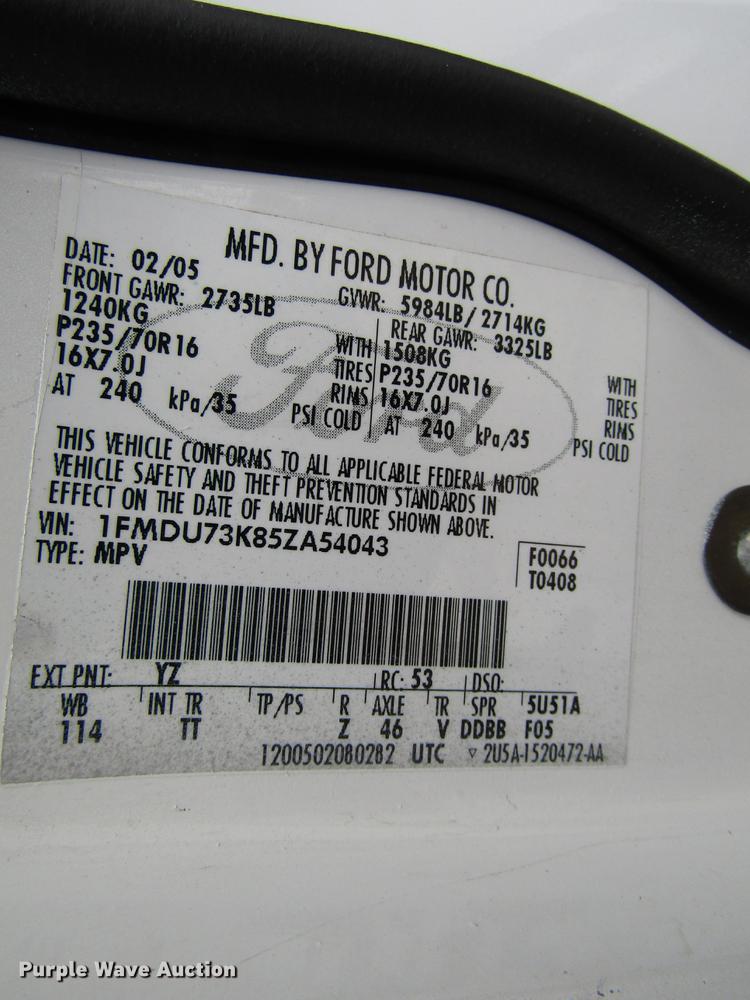 MFD. BY FORD MOTOR CO.
DATE: 02/05 GVWR: 5984LB/ 2714KG
FRONT GAWR: 2735LB REAR GAWR: 3325LB
1240KG WITH 1508KG WITH
P235/70R16 TIRES P235/70R16 TIRES
16X7.0J RIMS 16X7.0J RIMS
AT 240 kPa/35 PSI COLD AT 240 kPa/35 PSI COLD
Ford
THIS VEHICLE CONFORMS TO ALL APPLICABLE FEDERAL MOTOR
VEHICLE SAFETY AND THEFT PREVENTION STANDARDS IN
EFFECT ON THE DATE OF MANUFACTURE SHOWN ABOVE.
VIN: 1FMDU73K85ZA54043
TYPE: MPV
F0066
T0408
EXT PNT: YZ RC: 53 DSO:
WB INT TR TP/PS R AXLE TR SPR 5U51A
114 TT Z 46 V DDBB F05
1200502080282 UTC ▿ 2U5A-1520472-AA
Purple Wave Auction